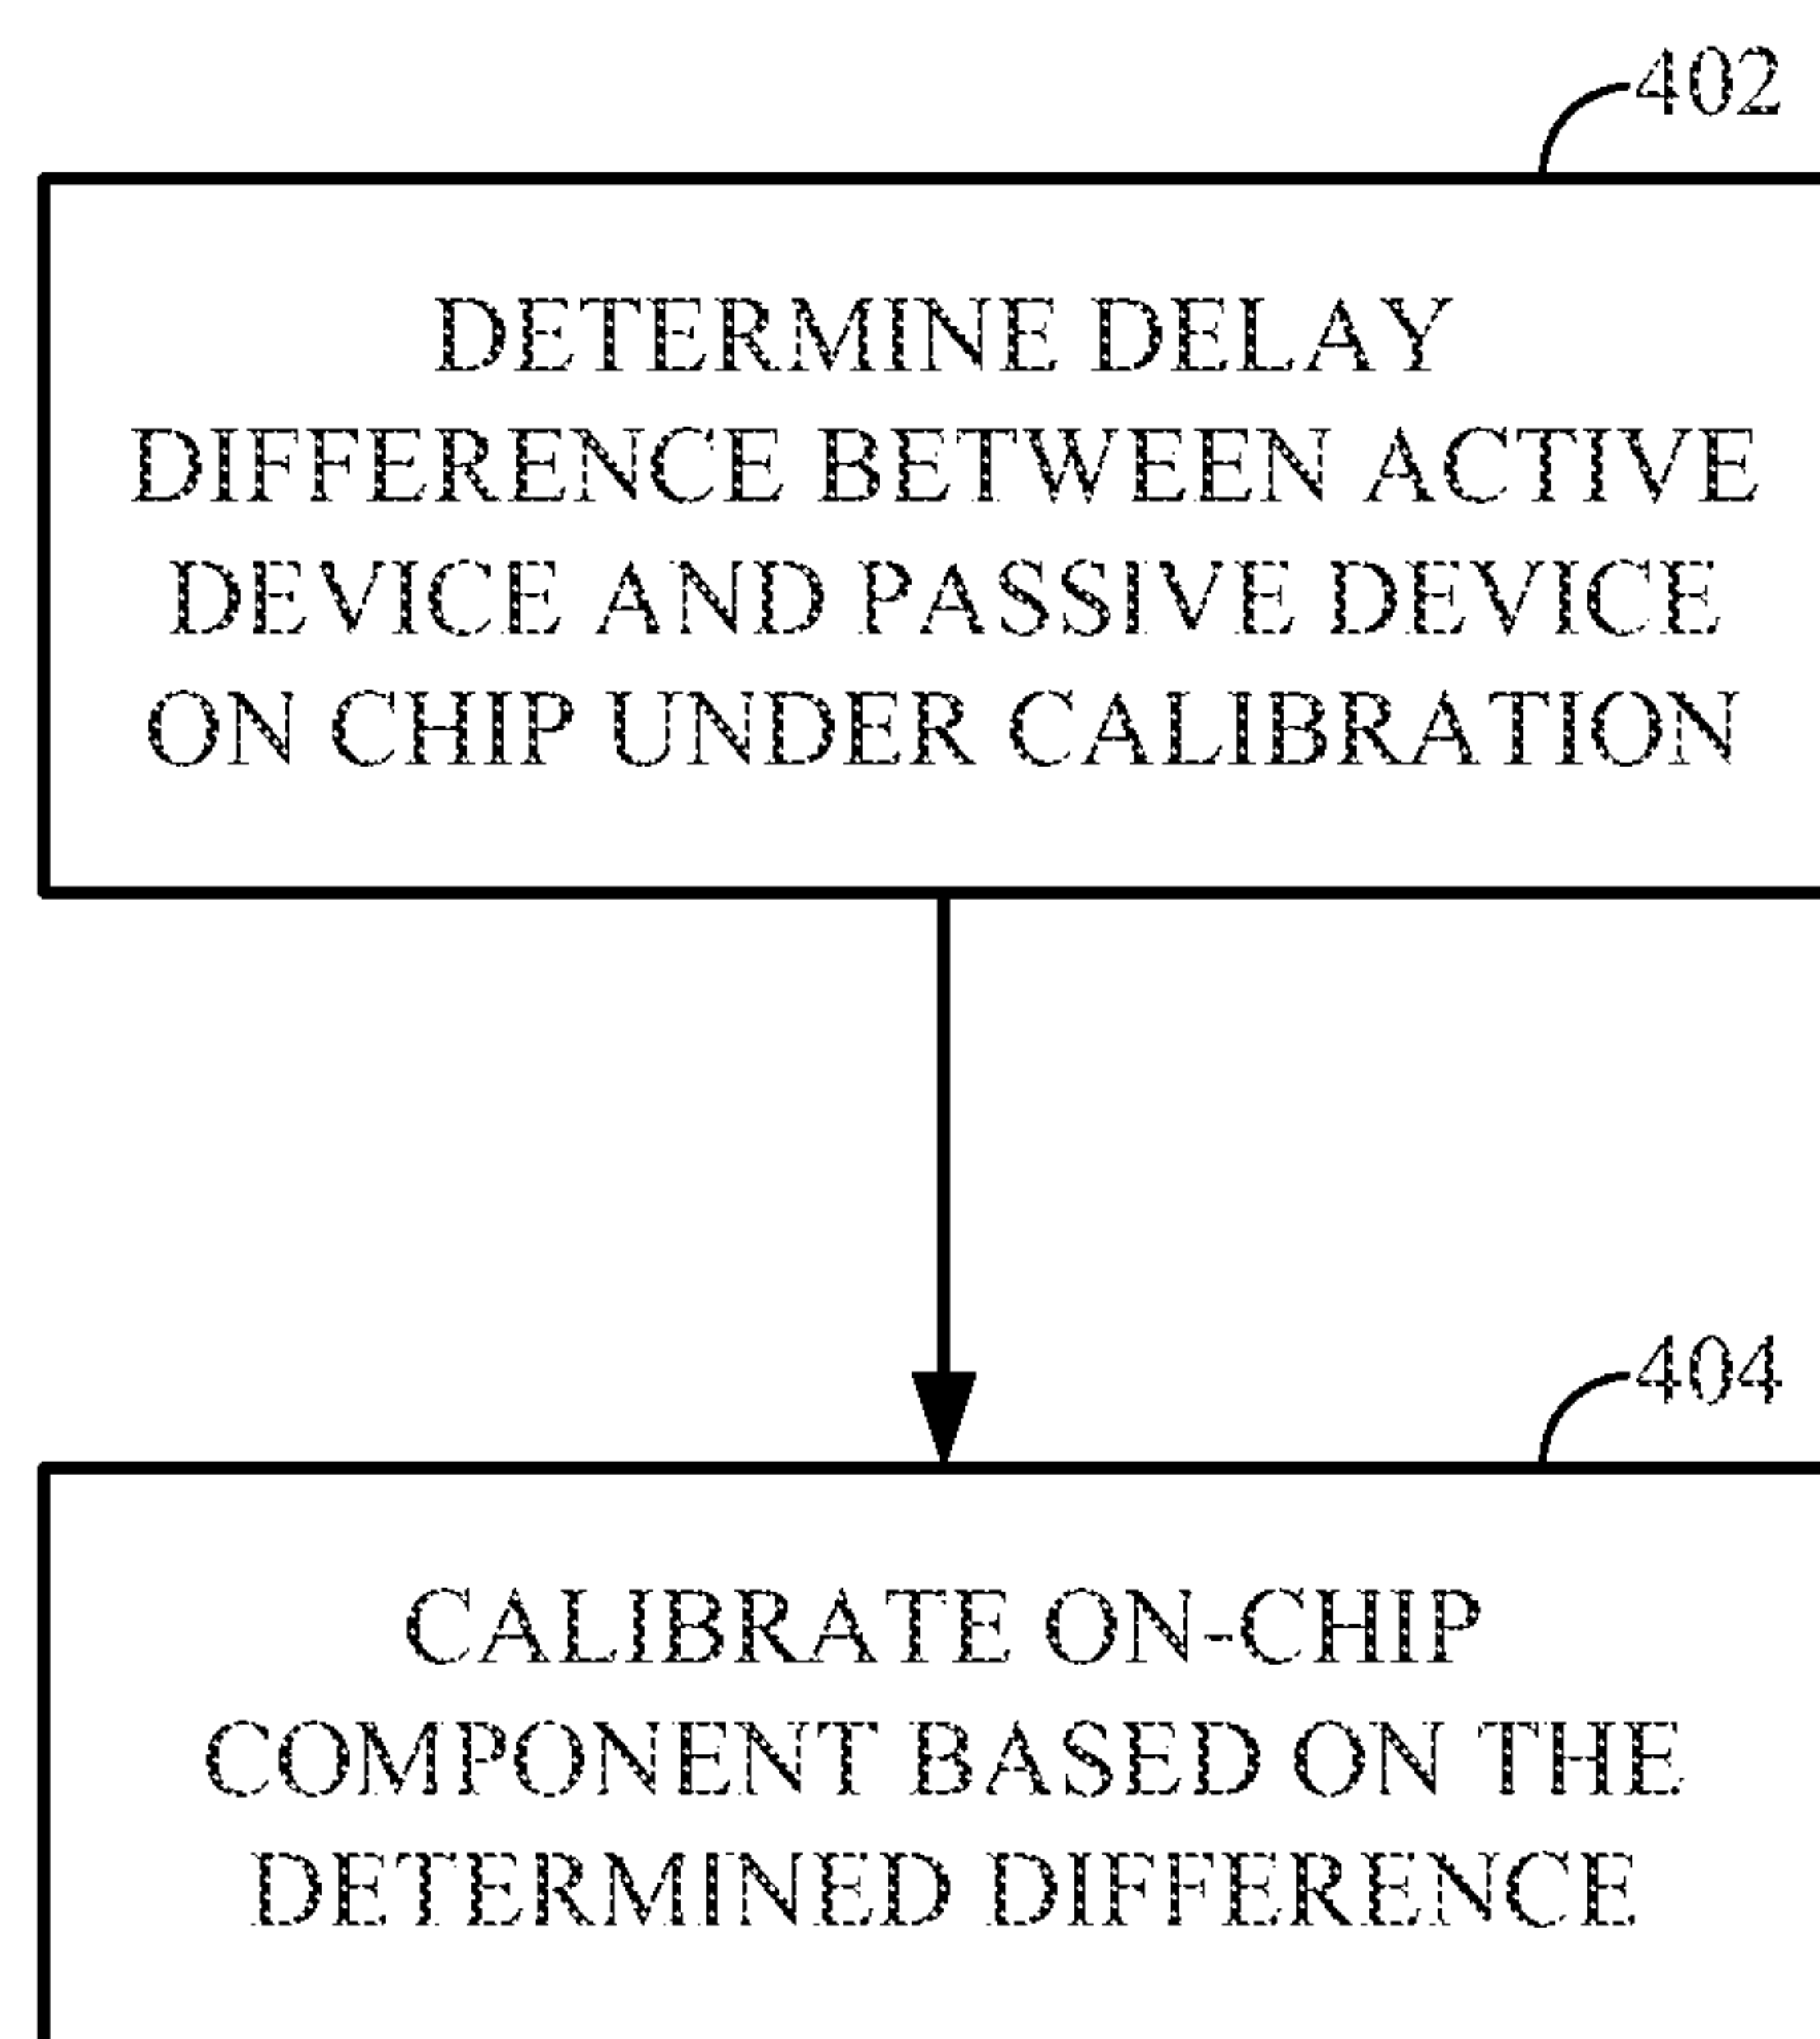 402
DETERMINE DELAY
DIFFERENCE BETWEEN ACTIVE
DEVICE AND PASSIVE DEVICE
ON CHIP UNDER CALIBRATION
404
CALIBRATE ON-CHIP
COMPONENT BASED ON THE
DETERMINED DIFFERENCE